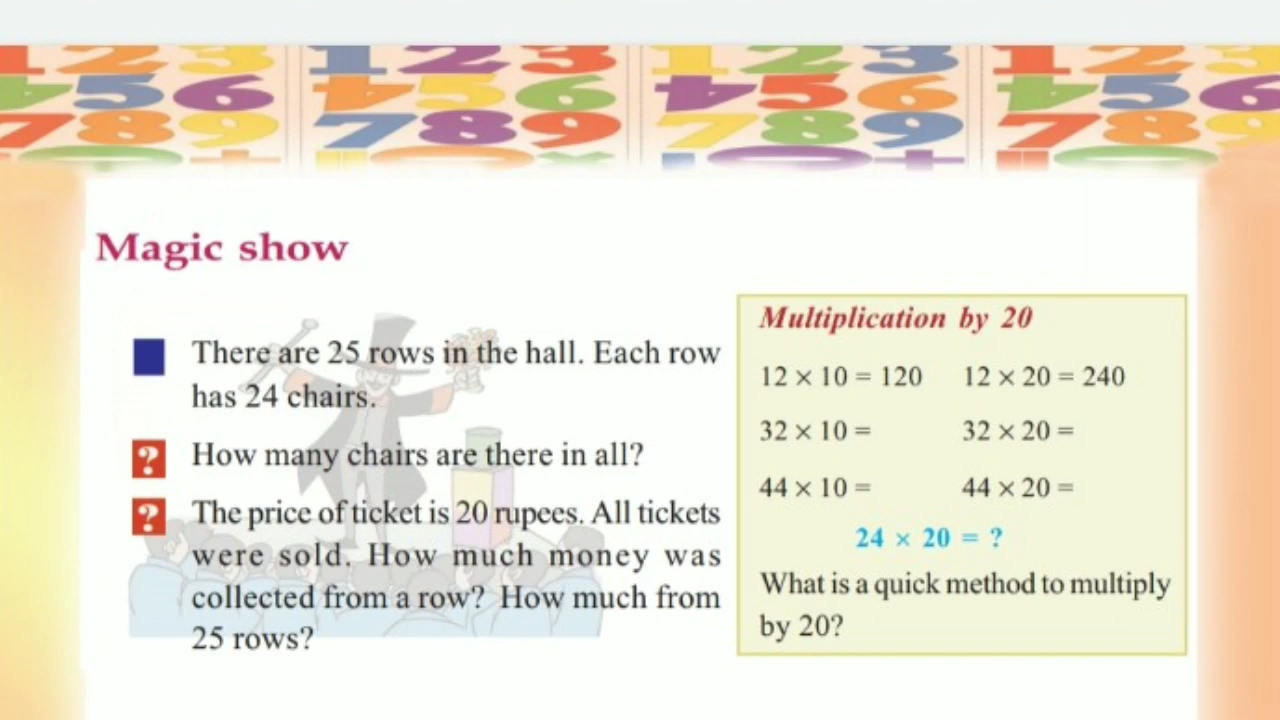 Magic show
There are 25 rows in the hall. Each row
has 24 chairs.
? How many chairs are there in all?
? The price of ticket is 20 rupees. All tickets
were sold. How much money was
collected from a row? How much from
25 rows?
Multiplication by 20
12 × 10 = 120 12 × 20 = 240
32 × 10 = 32 × 20 =
44 × 10 = 44 × 20 =
24 × 20 = ?
What is a quick method to multiply
by 20?